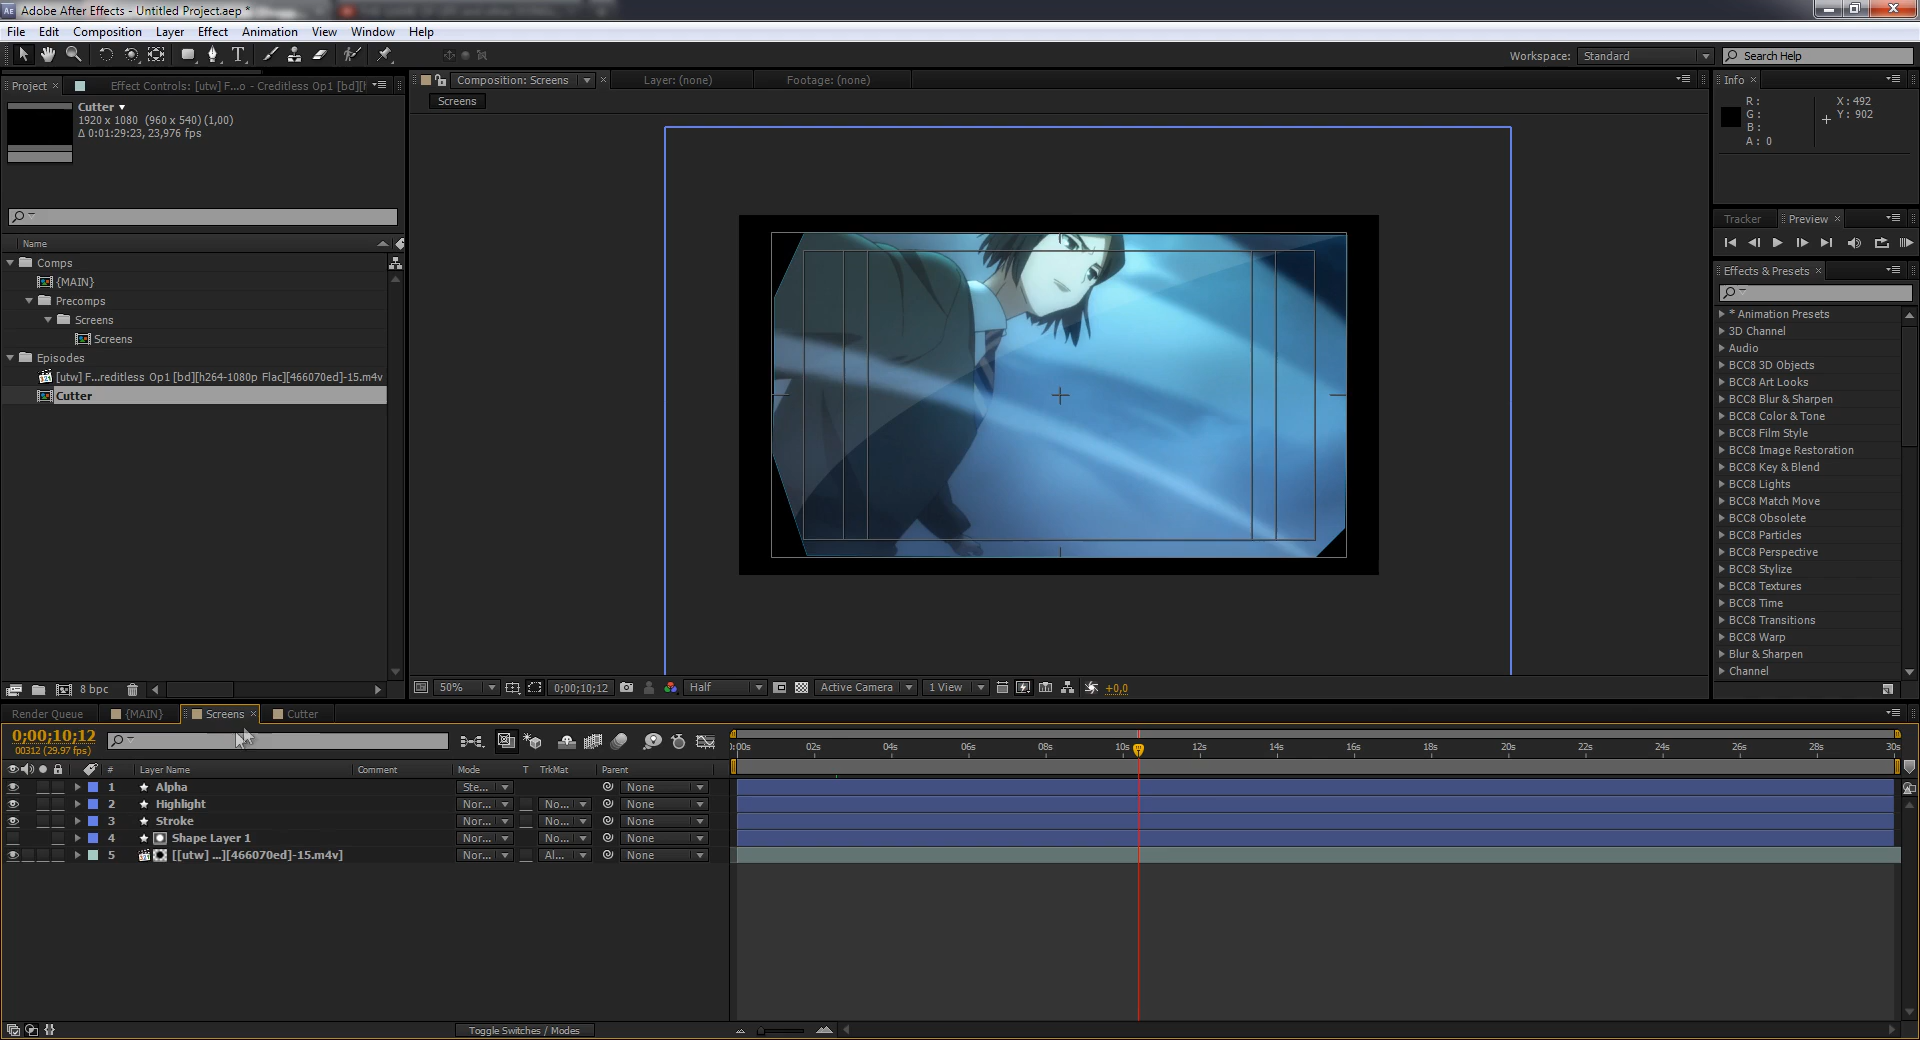 Adobe After Effects - Untitled Project.aep *
File Edit Composition Layer Effect Animation View Window Help
Workspace: Standard Search Help
Project × Effect Controls: [utw] F...o - Creditless Op1 [bd][
Cutter
1920 x 1080 (960 x 540) (1,00)
Δ 0:01:29:23, 23,976 fps
Name
Comps
{MAIN}
Precomps
Screens
Screens
Episodes
[utw] F...reditless Op1 [bd][h264-1080p Flac][466070ed]-15.m4v
Cutter
8 bpc
Composition: Screens × Layer: (none) Footage: (none)
Screens
50% 0;00;10;12 Half Active Camera 1 View +0,0
Info ×
R: X: 492
G: Y: 902
B:
A: 0
Tracker Preview ×
Effects & Presets ×
* Animation Presets
3D Channel
Audio
BCC8 3D Objects
BCC8 Art Looks
BCC8 Blur & Sharpen
BCC8 Color & Tone
BCC8 Film Style
BCC8 Image Restoration
BCC8 Key & Blend
BCC8 Lights
BCC8 Match Move
BCC8 Obsolete
BCC8 Particles
BCC8 Perspective
BCC8 Stylize
BCC8 Textures
BCC8 Time
BCC8 Transitions
BCC8 Warp
Blur & Sharpen
Channel
Render Queue {MAIN} Screens × Cutter
0;00;10;12
00312 (29.97 fps)
:00s 02s 04s 06s 08s 10s 12s 14s 16s 18s 20s 22s 24s 26s 28s 30s
# Layer Name Comment Mode T TrkMat Parent
1 Alpha Ste... None
2 Highlight Nor... No... None
3 Stroke Nor... No... None
4 Shape Layer 1 Nor... No... None
5 [[utw] ...][466070ed]-15.m4v] Nor... Al... None
Toggle Switches / Modes